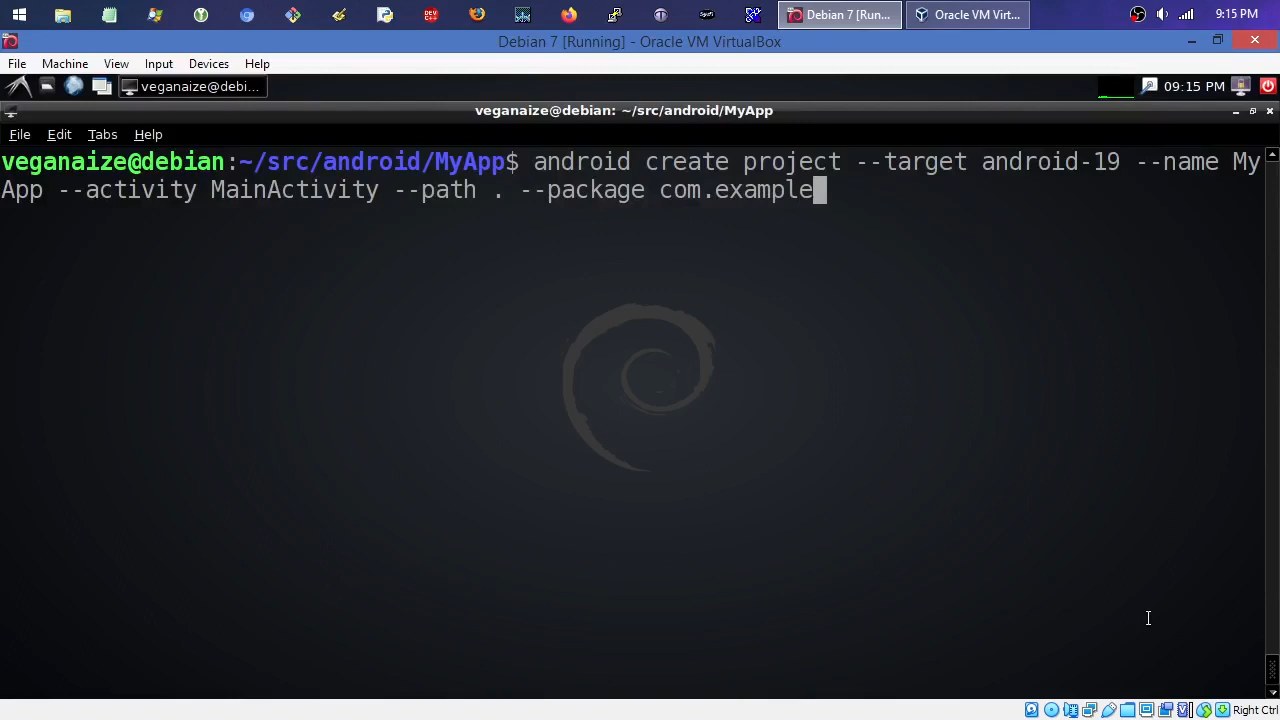 Debian 7 [Run...
Oracle VM Virt...
9:15 PM
Debian 7 [Running] - Oracle VM VirtualBox
File Machine View Input Devices Help
veganaize@debi...
09:15 PM
veganaize@debian: ~/src/android/MyApp
File Edit Tabs Help
veganaize@debian:~/src/android/MyApp$ android create project --target android-19 --name My
App --activity MainActivity --path . --package com.example
Right Ctrl